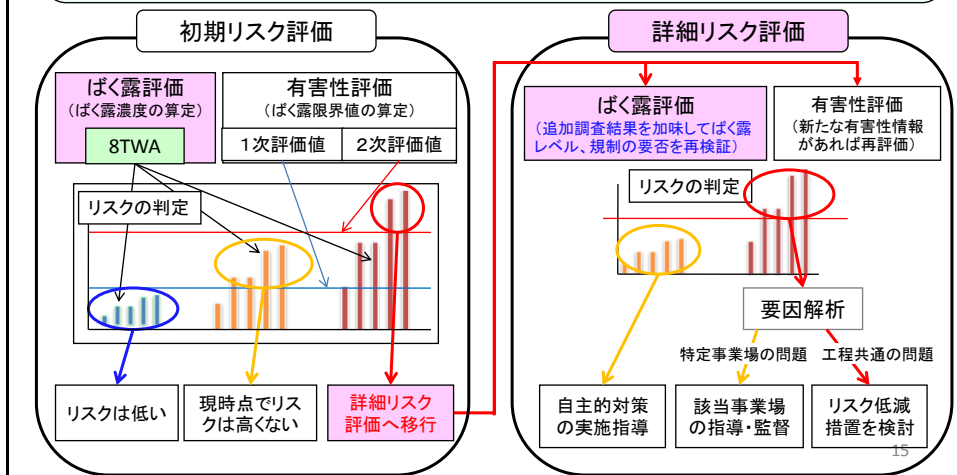 初期リスク評価
ばく露評価
（ばく露濃度の算定）
8TWA
有害性評価
（ばく露限界値の算定）
1次評価値
２次評価値
リスクの判定
リスクは低い
現時点でリス
クは高くない
詳細リスク
評価へ移行
詳細リスク評価
ばく露評価
（追加調査結果を加味してばく露
レベル、規制の要否を再検証）
有害性評価
（新たな有害性情報
があれば再評価）
リスクの判定
要因解析
特定事業場の問題
工程共通の問題
自主的対策
の実施指導
該当事業場
の指導・監督
リスク低減
措置を検討
15